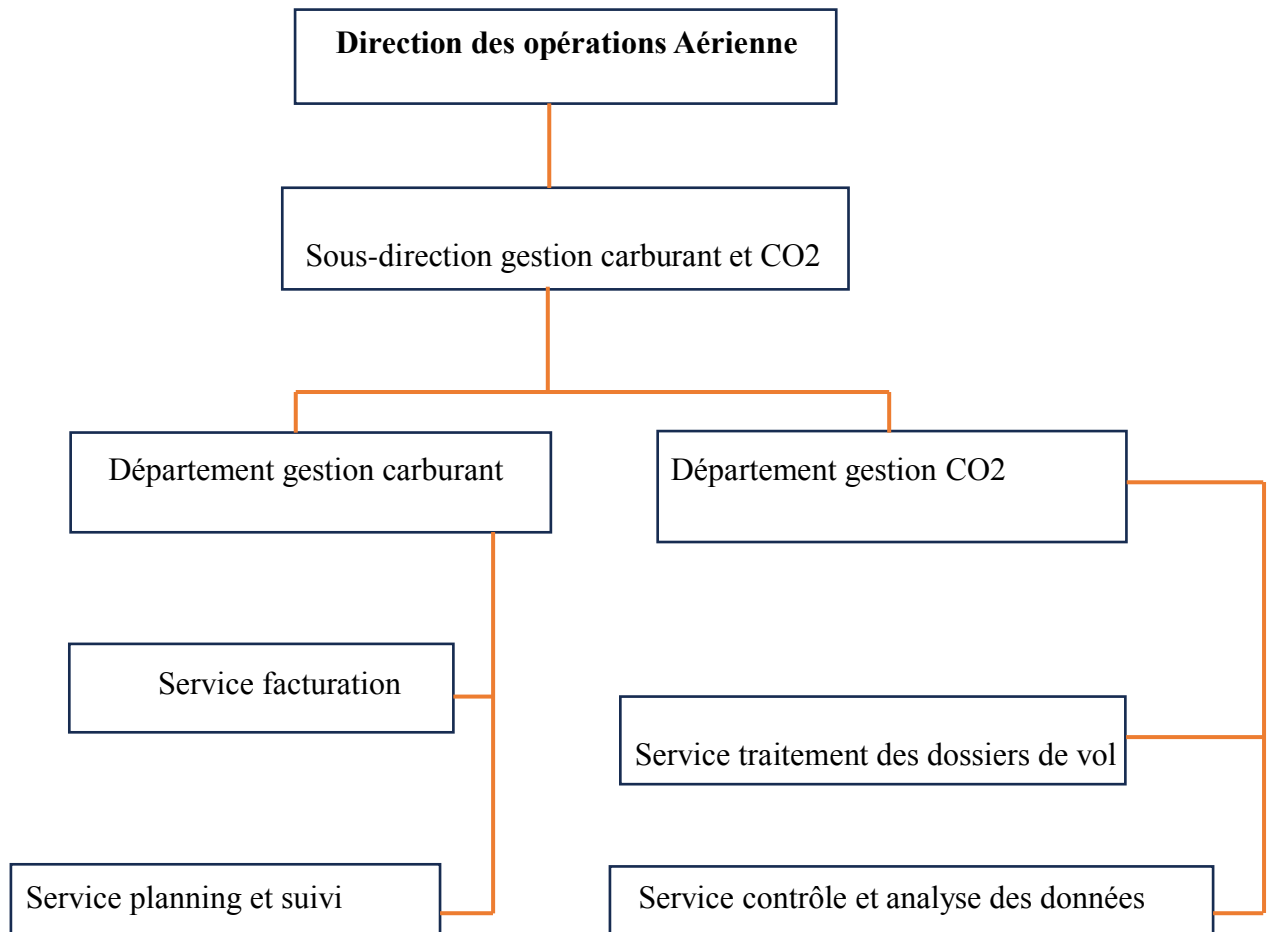 Direction des opérations Aérienne
Sous-direction gestion carburant et CO2
Département gestion carburant
Département gestion CO2
Service facturation
Service traitement des dossiers de vol
Service planning et suivi
Service contrôle et analyse des données